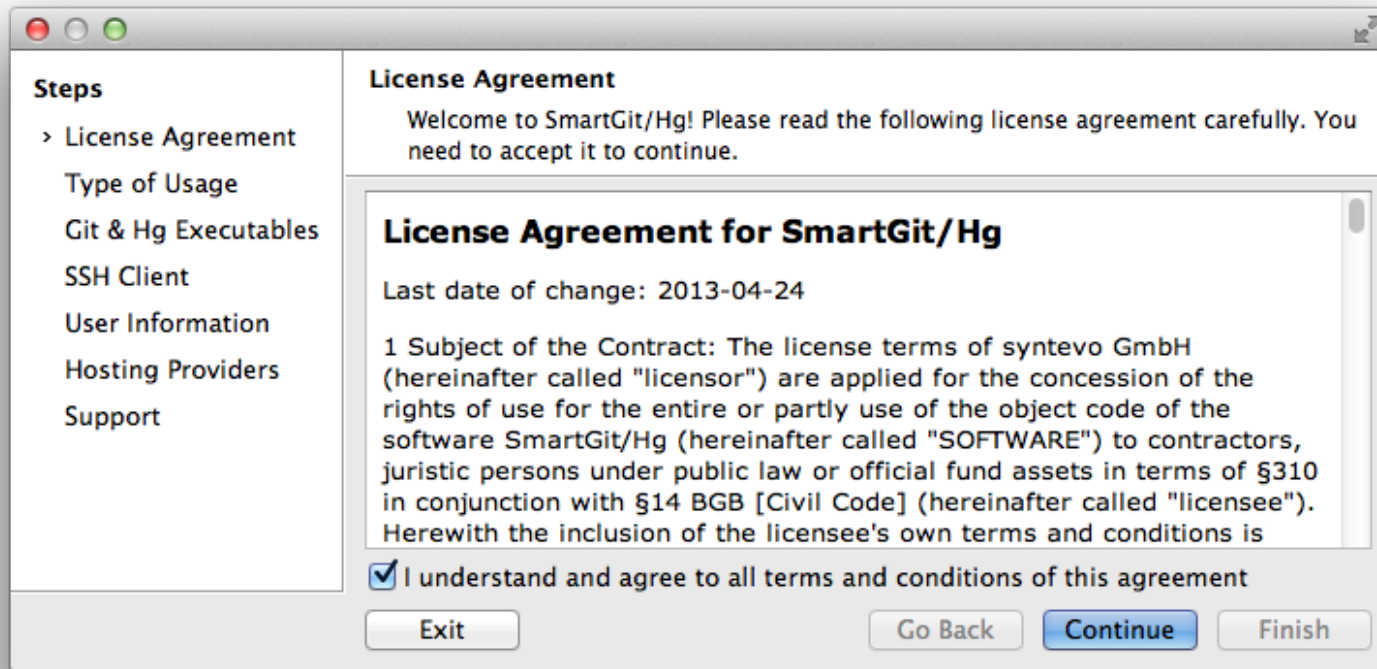 Steps
› License Agreement
Type of Usage
Git & Hg Executables
SSH Client
User Information
Hosting Providers
Support
License Agreement
Welcome to SmartGit/Hg! Please read the following license agreement carefully. You
need to accept it to continue.
License Agreement for SmartGit/Hg
Last date of change: 2013-04-24
1 Subject of the Contract: The license terms of syntevo GmbH
(hereinafter called "licensor") are applied for the concession of the
rights of use for the entire or partly use of the object code of the
software SmartGit/Hg (hereinafter called "SOFTWARE") to contractors,
juristic persons under public law or official fund assets in terms of §310
in conjunction with §14 BGB [Civil Code] (hereinafter called "licensee").
Herewith the inclusion of the licensee's own terms and conditions is
I understand and agree to all terms and conditions of this agreement
Exit
Go Back
Continue
Finish